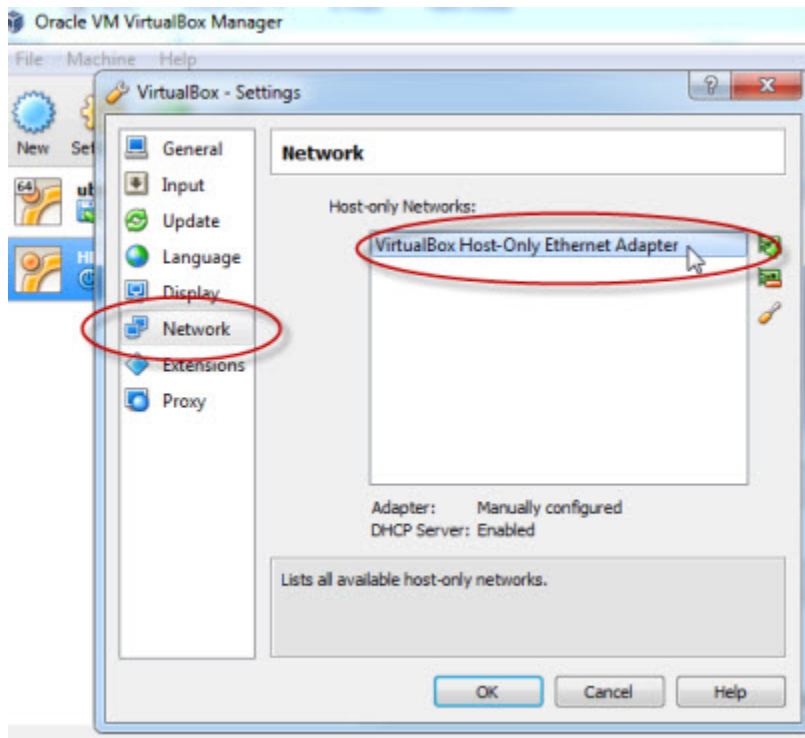 Oracle VM VirtualBox Manager
File Machine Help
VirtualBox - Settings
New
General
Network
Input
Host-only Networks:
64
Update
VirtualBox Host-Only Ethernet Adapter
Language
Display
Network
Extensions
Proxy
Adapter: Manually configured
DHCP Server: Enabled
Lists all available host-only networks.
OK Cancel Help